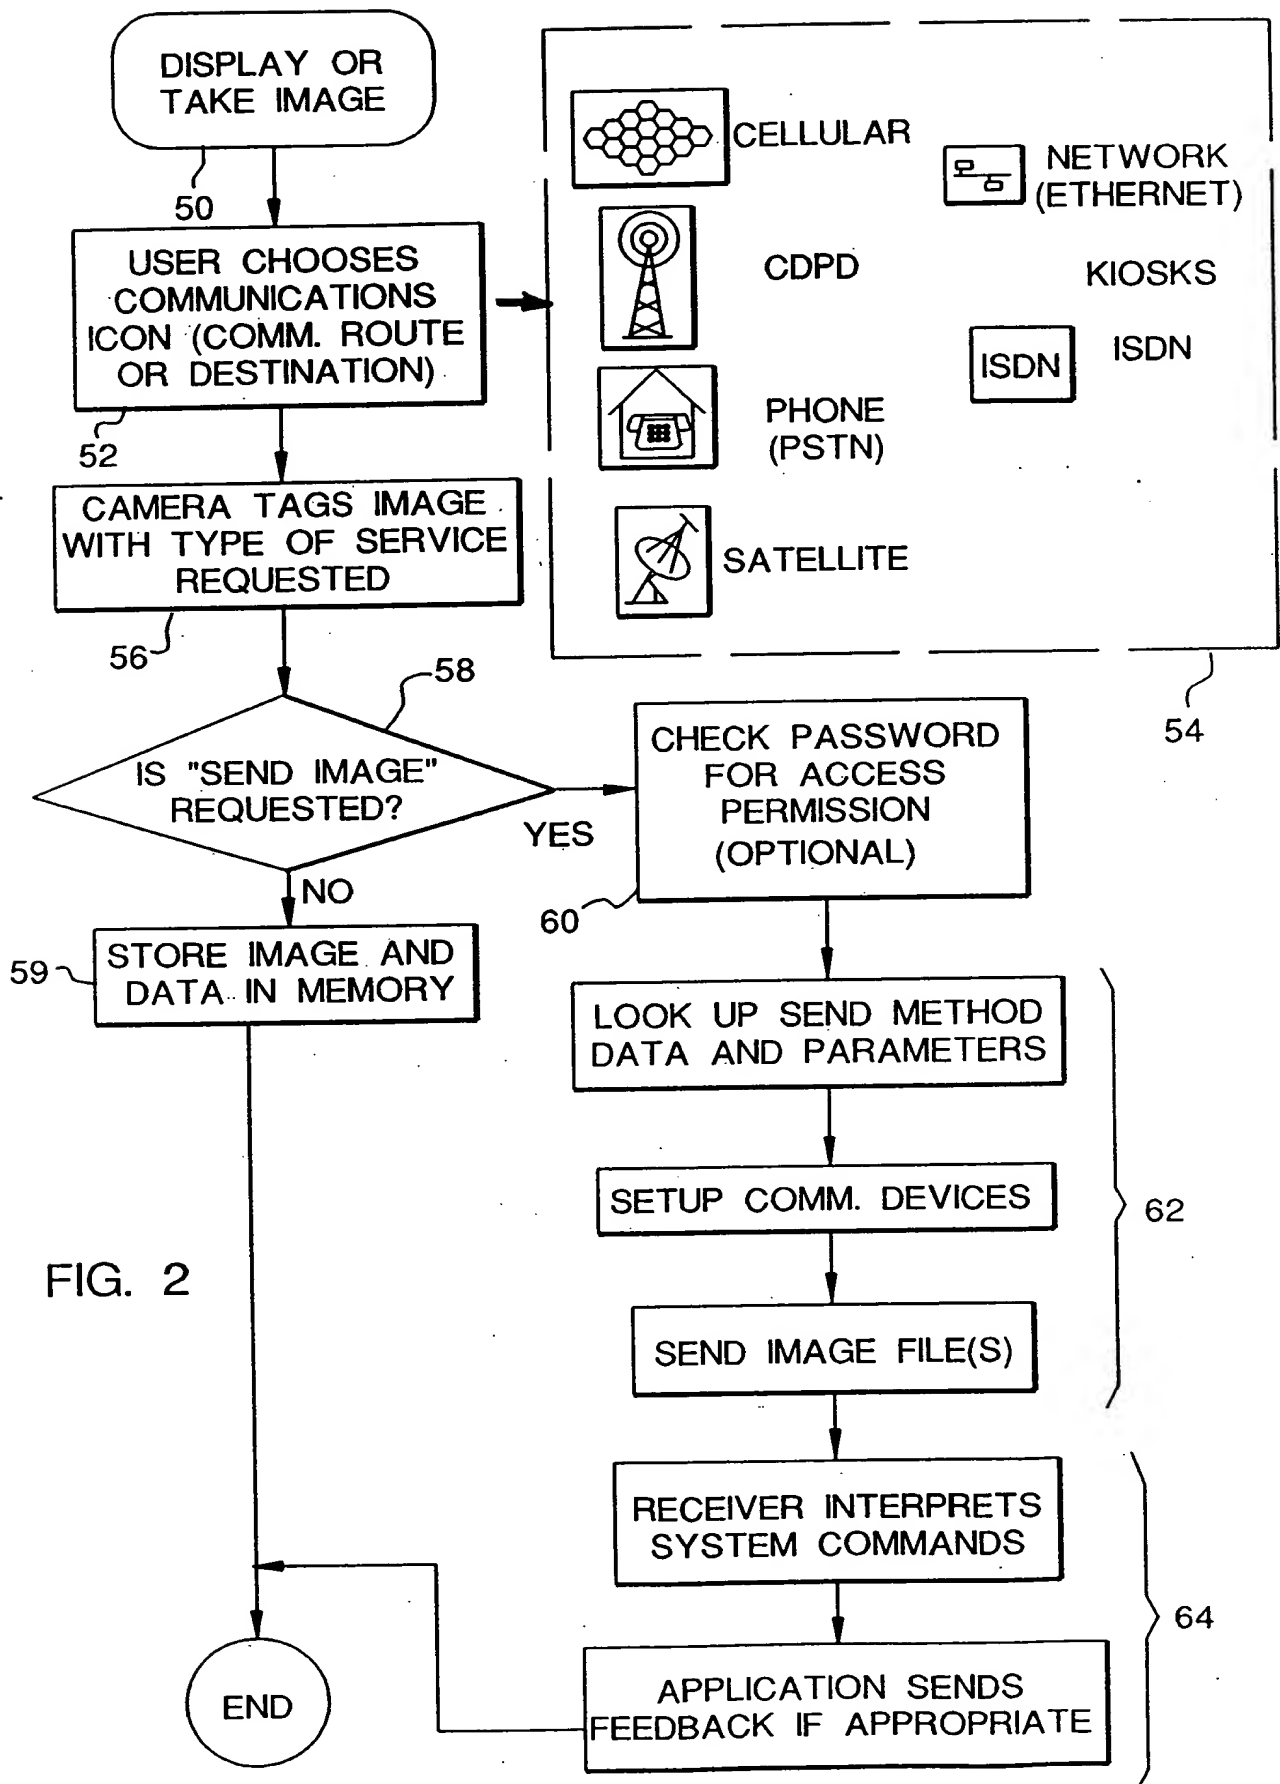 DISPLAY OR
TAKE IMAGE
50
USER CHOOSES
COMMUNICATIONS
ICON (COMM. ROUTE
OR DESTINATION)
52
CELLULAR
CDPD
PHONE
(PSTN)
SATELLITE
NETWORK
(ETHERNET)
KIOSKS
ISDN
ISDN
54
CAMERA TAGS IMAGE
WITH TYPE OF SERVICE
REQUESTED
56
58
IS "SEND IMAGE"
REQUESTED?
YES
NO
CHECK PASSWORD
FOR ACCESS
PERMISSION
(OPTIONAL)
60
STORE IMAGE AND
DATA IN MEMORY
59
LOOK UP SEND METHOD
DATA AND PARAMETERS
SETUP COMM. DEVICES
62
SEND IMAGE FILE(S)
FIG. 2
RECEIVER INTERPRETS
SYSTEM COMMANDS
64
APPLICATION SENDS
FEEDBACK IF APPROPRIATE
END